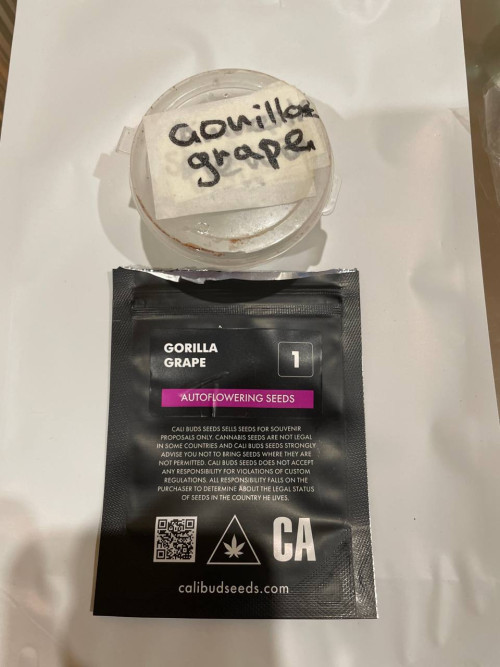 Gorilla
grape
GORILLA
GRAPE
1
AUTOFLOWERING SEEDS
CALI BUDS SEEDS SELLS SEEDS FOR SOUVENIR
PROPOSALS ONLY. CANNABIS SEEDS ARE NOT LEGAL
IN SOME COUNTRIES AND CALI BUDS SEEDS STRONGLY
ADVISE YOU NOT TO BRING SEEDS WHERE THEY ARE
NOT PERMITTED. CALI BUDS SEEDS DOES NOT ACCEPT
ANY RESPONSIBILITY FOR VIOLATIONS OF CUSTOM
REGULATIONS. ALL RESPONSIBILITY FALLS ON THE
PURCHASER TO DETERMINE ABOUT THE LEGAL STATUS
OF SEEDS IN THE COUNTRY HE LIVES.
CA
calibudseeds.com